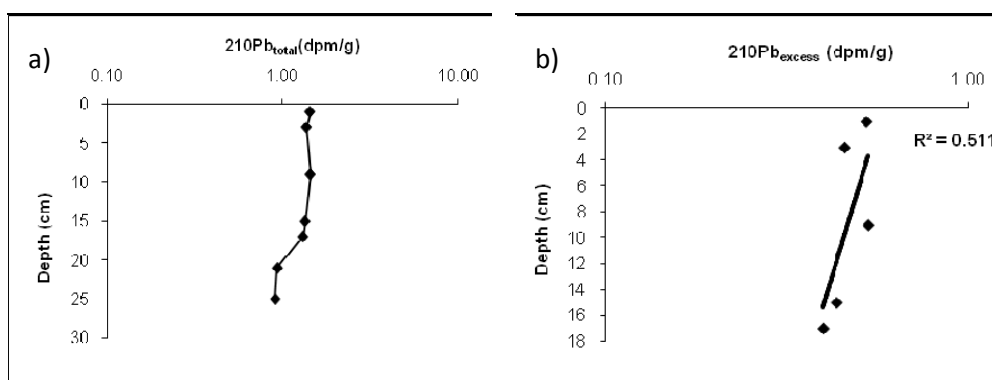 a)
210Pbtotal(dpm/g)
0.10 1.00 10.00
0
5
10
15
20
25
30
Depth (cm)
b)
210Pbexcess (dpm/g)
0.10 1.00
0
2
4
6
8
10
12
14
16
18
Depth (cm)
R² = 0.511